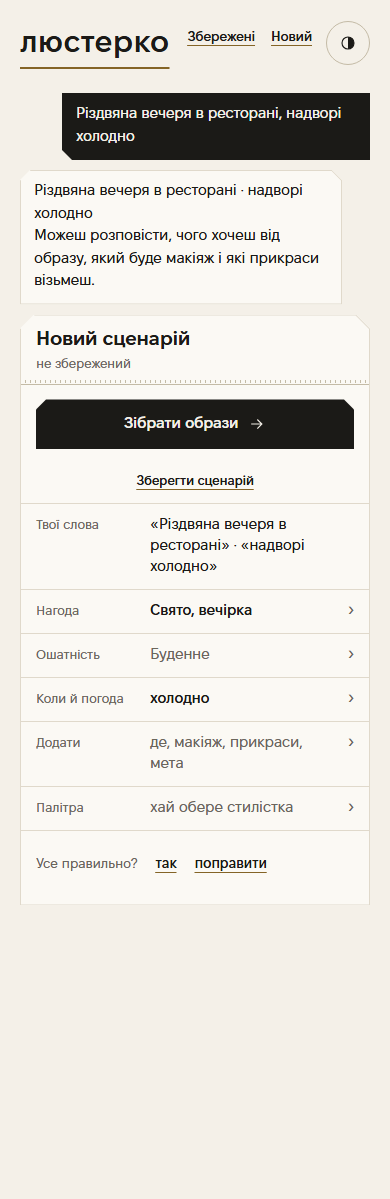 люстерко
Збережені
Новий
Різдвяна вечеря в ресторані, надворі
холодно
Різдвяна вечеря в ресторані · надворі
холодно
Можеш розповісти, чого хочеш від
образу, який буде макіяж і які прикраси
візьмеш.
Новий сценарій
не збережений
Зібрати образи →
Зберегти сценарій
Твої слова
«Різдвяна вечеря в
ресторані» · «надворі
холодно»
Нагода
Свято, вечірка
Ошатність
Буденне
Коли й погода
холодно
Додати
де, макіяж, прикраси,
мета
Палітра
хай обере стилістка
Усе правильно? так поправити